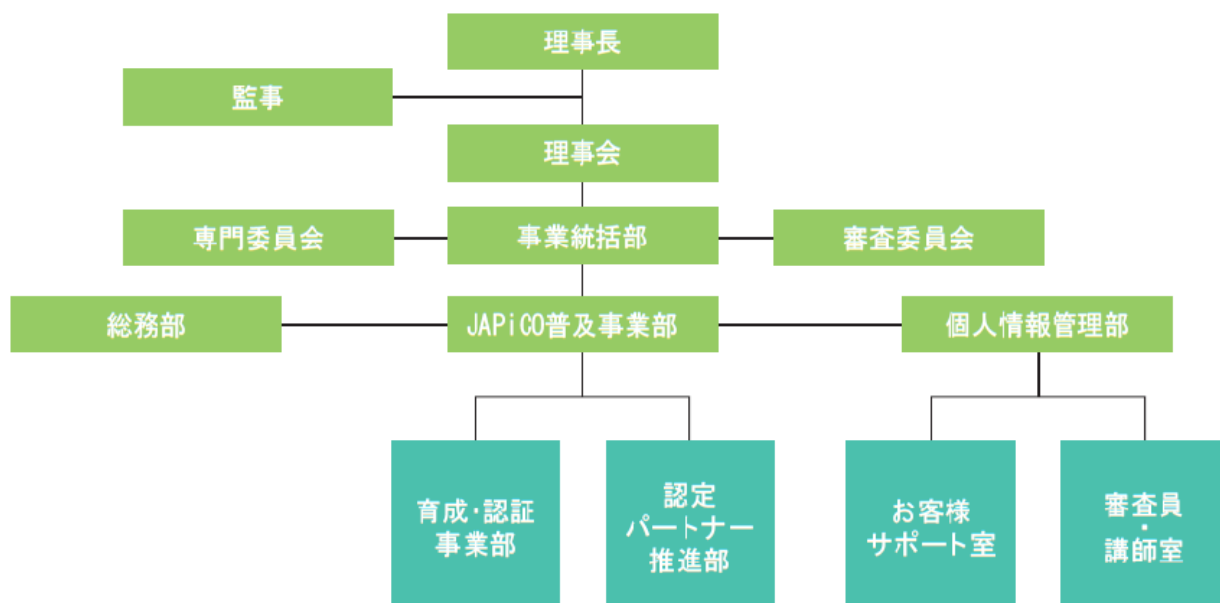 理事長
監事
理事会
専門委員会
事業統括部
審査委員会
総務部
JAPiCO普及事業部
個人情報管理部
育成・認証
事業部
認定
パートナー
推進部
お客様
サポート室
審査員
・
講師室